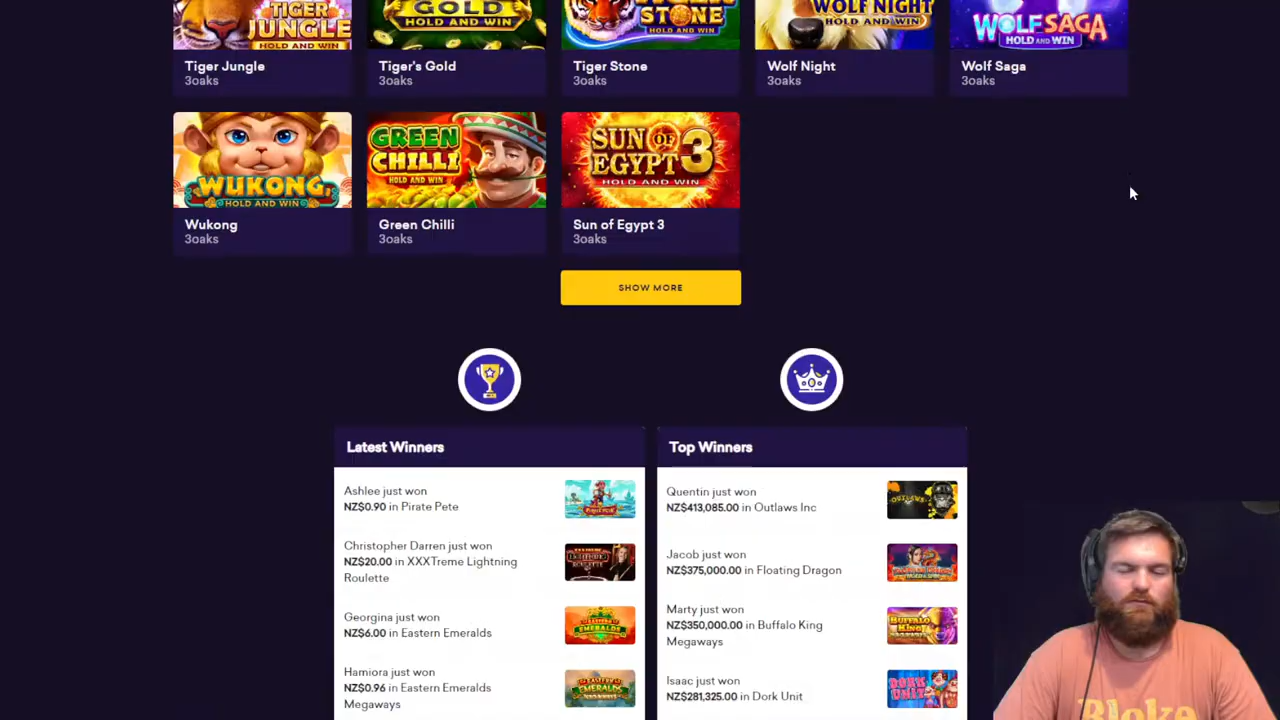 TIGER
JUNGLE
HOLD AND WIN
GOLD
HOLD AND WIN
STONE
HOLD AND WIN
WOLF NIGHT
HOLD AND WIN
WOLF SAGA
HOLD AND WIN
Tiger Jungle
3oaks
Tiger's Gold
3oaks
Tiger Stone
3oaks
Wolf Night
3oaks
Wolf Saga
3oaks
WUKONG
HOLD AND WIN
GREEN
CHILLI
HOLD AND WIN
SUN OF
EGYPT 3
HOLD AND WIN
Wukong
3oaks
Green Chilli
3oaks
Sun of Egypt 3
3oaks
SHOW MORE
Latest Winners
Ashlee just won
NZ$0.90 in Pirate Pete
Christopher Darren just won
NZ$20.00 in XXXTreme Lightning
Roulette
Georgina just won
NZ$6.00 in Eastern Emeralds
Hamiora just won
NZ$0.96 in Eastern Emeralds
Megaways
Top Winners
Quentin just won
NZ$413,085.00 in Outlaws Inc
Jacob just won
NZ$375,000.00 in Floating Dragon
Marty just won
NZ$350,000.00 in Buffalo King
Megaways
Isaac just won
NZ$281,325.00 in Dork Unit
DORK
UNIT
Bloke